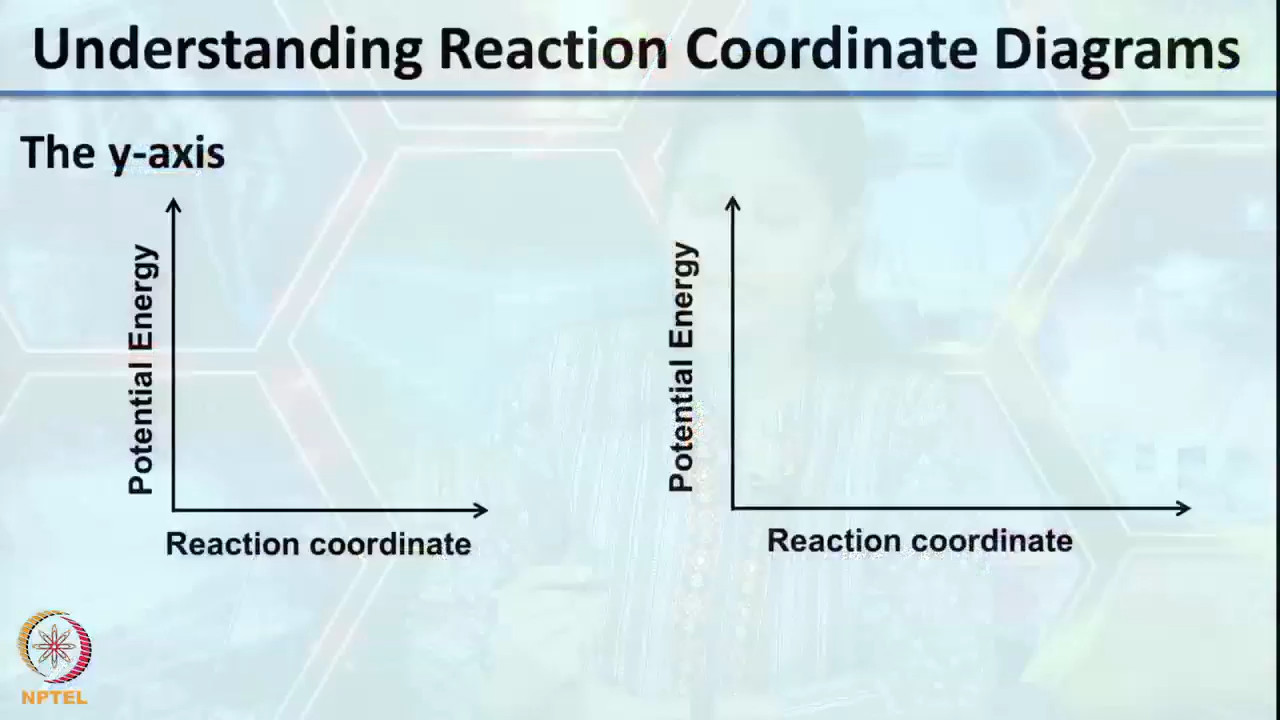 Understanding Reaction Coordinate Diagrams
The y-axis
Potential Energy
Reaction coordinate
Potential Energy
Reaction coordinate
NPTEL